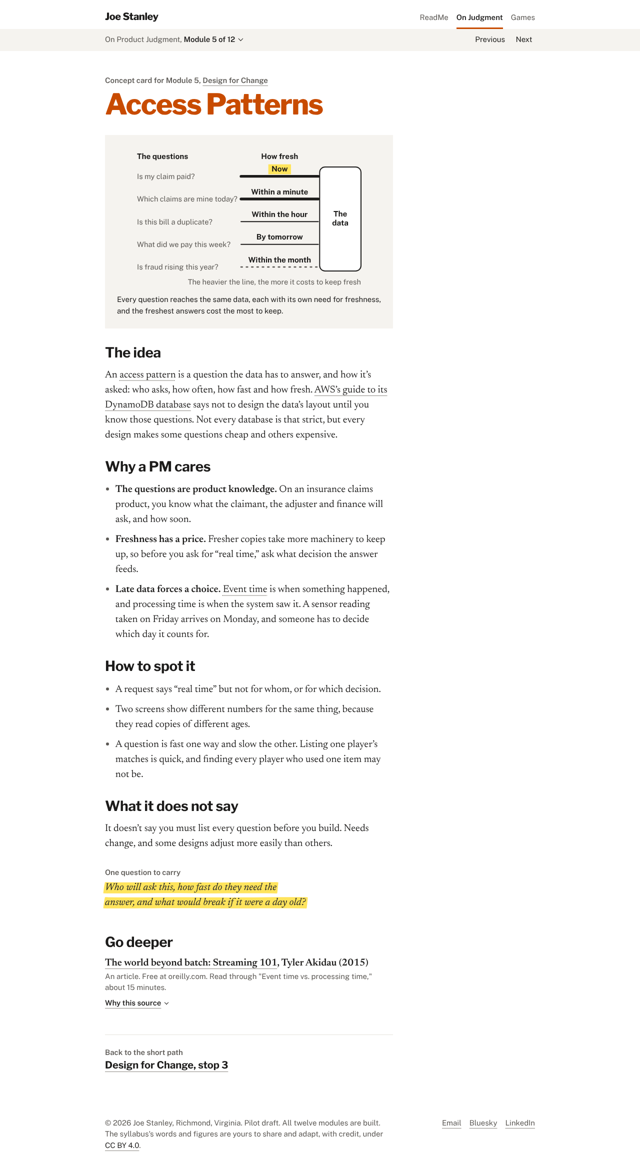 Joe Stanley
ReadMe On Judgment Games
On Product Judgment, Module 5 of 12
Previous Next
Concept card for Module 5, Design for Change
Access Patterns
The questions How fresh
Now
Is my claim paid?
Within a minute
Which claims are mine today?
Within the hour
Is this bill a duplicate?
The
data
By tomorrow
What did we pay this week?
Within the month
Is fraud rising this year?
The heavier the line, the more it costs to keep fresh
Every question reaches the same data, each with its own need for freshness,
and the freshest answers cost the most to keep.
The idea
An access pattern is a question the data has to answer, and how it’s
asked: who asks, how often, how fast and how fresh. AWS’s guide to its
DynamoDB database says not to design the data’s layout until you
know those questions. Not every database is that strict, but every
design makes some questions cheap and others expensive.
Why a PM cares
• The questions are product knowledge. On an insurance claims
product, you know what the claimant, the adjuster and finance will
ask, and how soon.
• Freshness has a price. Fresher copies take more machinery to keep
up, so before you ask for “real time,” ask what decision the answer
feeds.
• Late data forces a choice. Event time is when something happened,
and processing time is when the system saw it. A sensor reading
taken on Friday arrives on Monday, and someone has to decide
which day it counts for.
How to spot it
• A request says “real time” but not for whom, or for which decision.
• Two screens show different numbers for the same thing, because
they read copies of different ages.
• A question is fast one way and slow the other. Listing one player’s
matches is quick, and finding every player who used one item may
not be.
What it does not say
It doesn’t say you must list every question before you build. Needs
change, and some designs adjust more easily than others.
One question to carry
Who will ask this, how fast do they need the
answer, and what would break if it were a day old?
Go deeper
The world beyond batch: Streaming 101, Tyler Akidau (2015)
An article. Free at oreilly.com. Read through "Event time vs. processing time,"
about 15 minutes.
Why this source
Back to the short path
Design for Change, stop 3
© 2026 Joe Stanley, Richmond, Virginia. Pilot draft. All twelve modules are built.
The syllabus's words and figures are yours to share and adapt, with credit, under
CC BY 4.0.
Email Bluesky LinkedIn